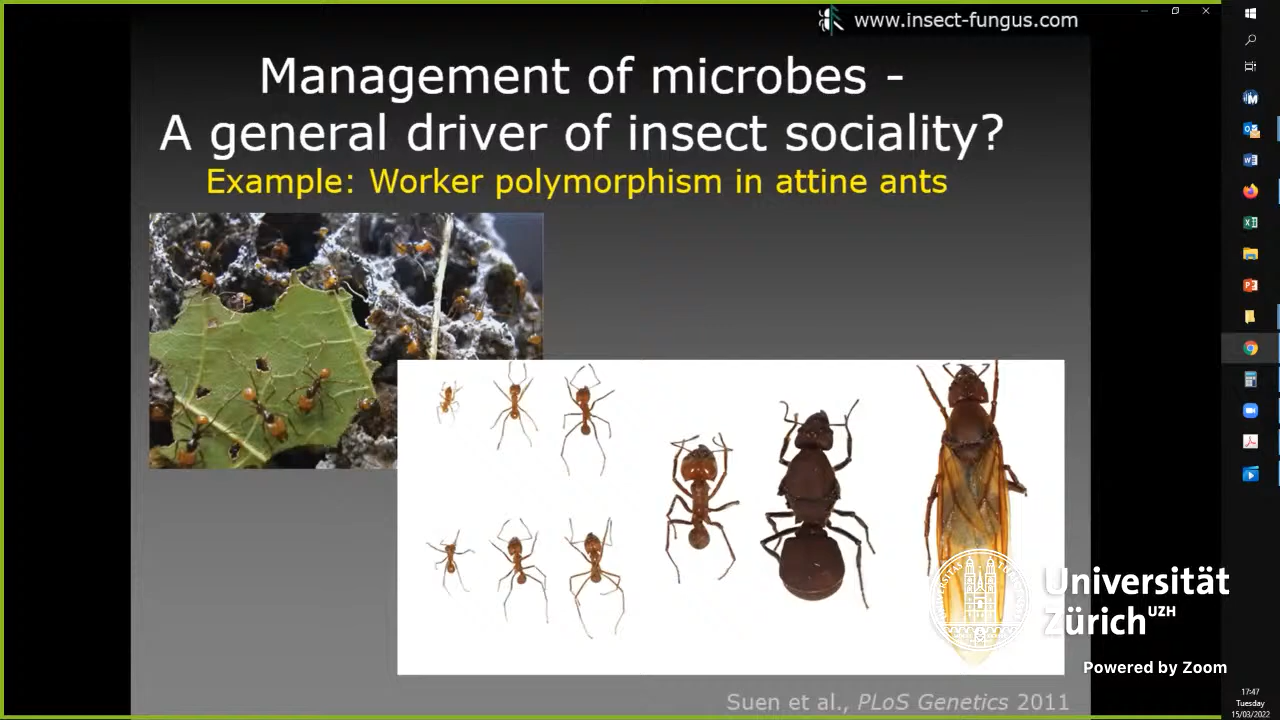 www.insect-fungus.com
Management of microbes -
A general driver of insect sociality?
Example: Worker polymorphism in attine ants
Universität
Zürich UZH
Powered by Zoom
Suen et al., PLoS Genetics 2011
17:47
Tuesday
15/03/2022